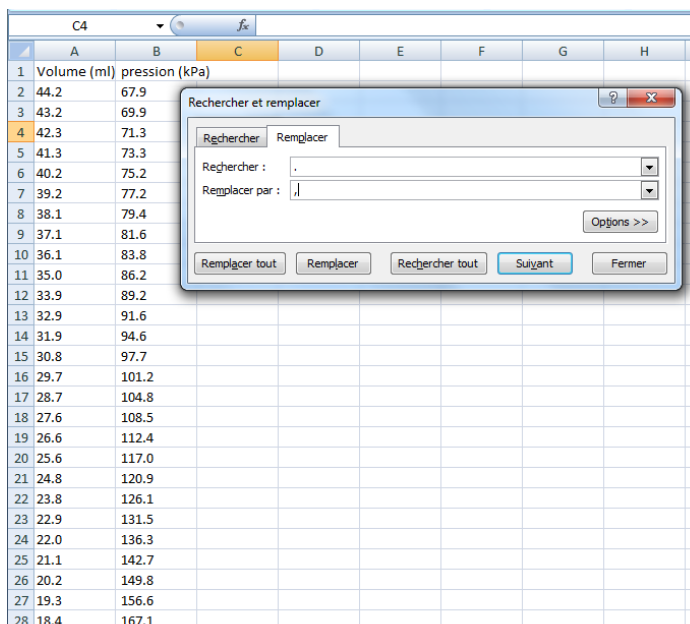 C4 fx
A B C D E F G H
1 Volume (ml) pression (kPa)
2 44.2 67.9
3 43.2 69.9
4 42.3 71.3
5 41.3 73.3
6 40.2 75.2
7 39.2 77.2
8 38.1 79.4
9 37.1 81.6
10 36.1 83.8
11 35.0 86.2
12 33.9 89.2
13 32.9 91.6
14 31.9 94.6
15 30.8 97.7
16 29.7 101.2
17 28.7 104.8
18 27.6 108.5
19 26.6 112.4
20 25.6 117.0
21 24.8 120.9
22 23.8 126.1
23 22.9 131.5
24 22.0 136.3
25 21.1 142.7
26 20.2 149.8
27 19.3 156.6
28 18.4 167.1
Rechercher et remplacer
Rechercher Remplacer
Rechercher : .
Remplacer par : ,
Options >>
Remplacer tout Remplacer Rechercher tout Suivant Fermer